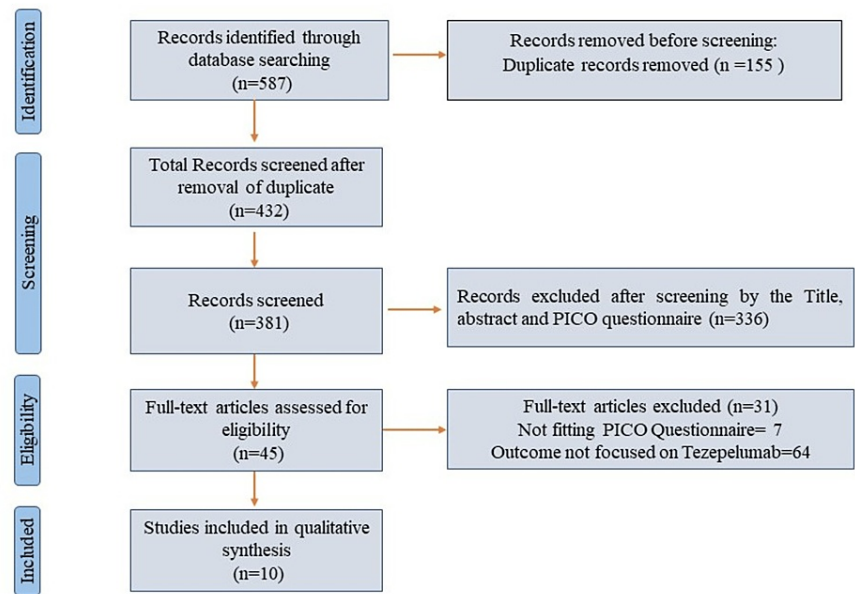 Identification
Records identified through
database searching
(n=587)
Records removed before screening:
Duplicate records removed (n =155 )
Screening
Total Records screened after
removal of duplicate
(n=432)
Records screened
(n=381)
Records excluded after screening by the Title,
abstract and PICO questionnaire (n=336)
Eligibility
Full-text articles assessed for
eligibility
(n=45)
Full-text articles excluded (n=31)
Not fitting PICO Questionnaire= 7
Outcome not focused on Tezepelumab=64
Included
Studies included in qualitative
synthesis
(n=10)